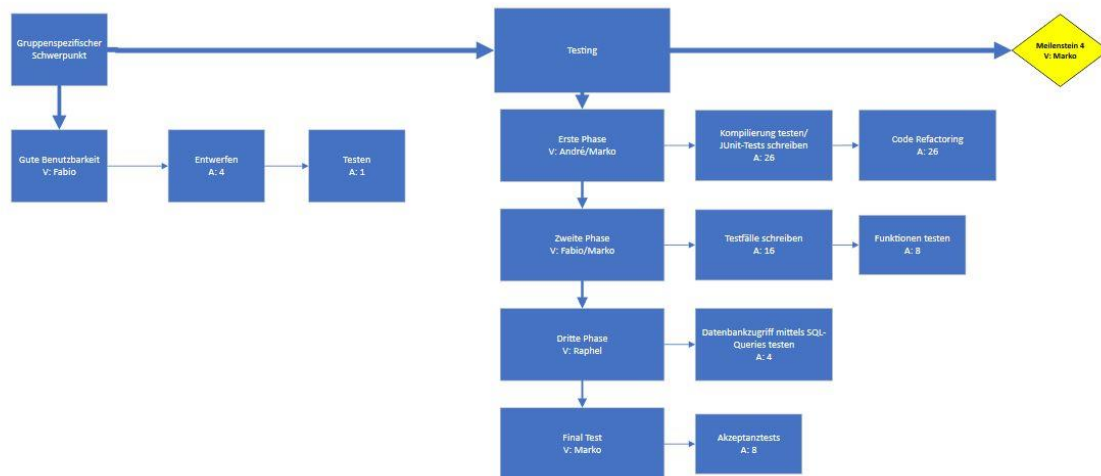 Gruppenspezifischer
Schwerpunkt
Testing
Meilenstein 4
V: Marko
Gute Benutzbarkeit
V: Fabio
Entwerfen
A: 4
Testen
A: 1
Erste Phase
V: André/Marko
Kompilierung testen/
JUnit-Tests schreiben
A: 26
Code Refactoring
A: 26
Zweite Phase
V: Fabio/Marko
Testfälle schreiben
A: 16
Funktionen testen
A: 8
Dritte Phase
V: Raphel
Datenbankzugriff mittels SQL-
Queries testen
A: 4
Final Test
V: Marko
Akzeptanztests
A: 8